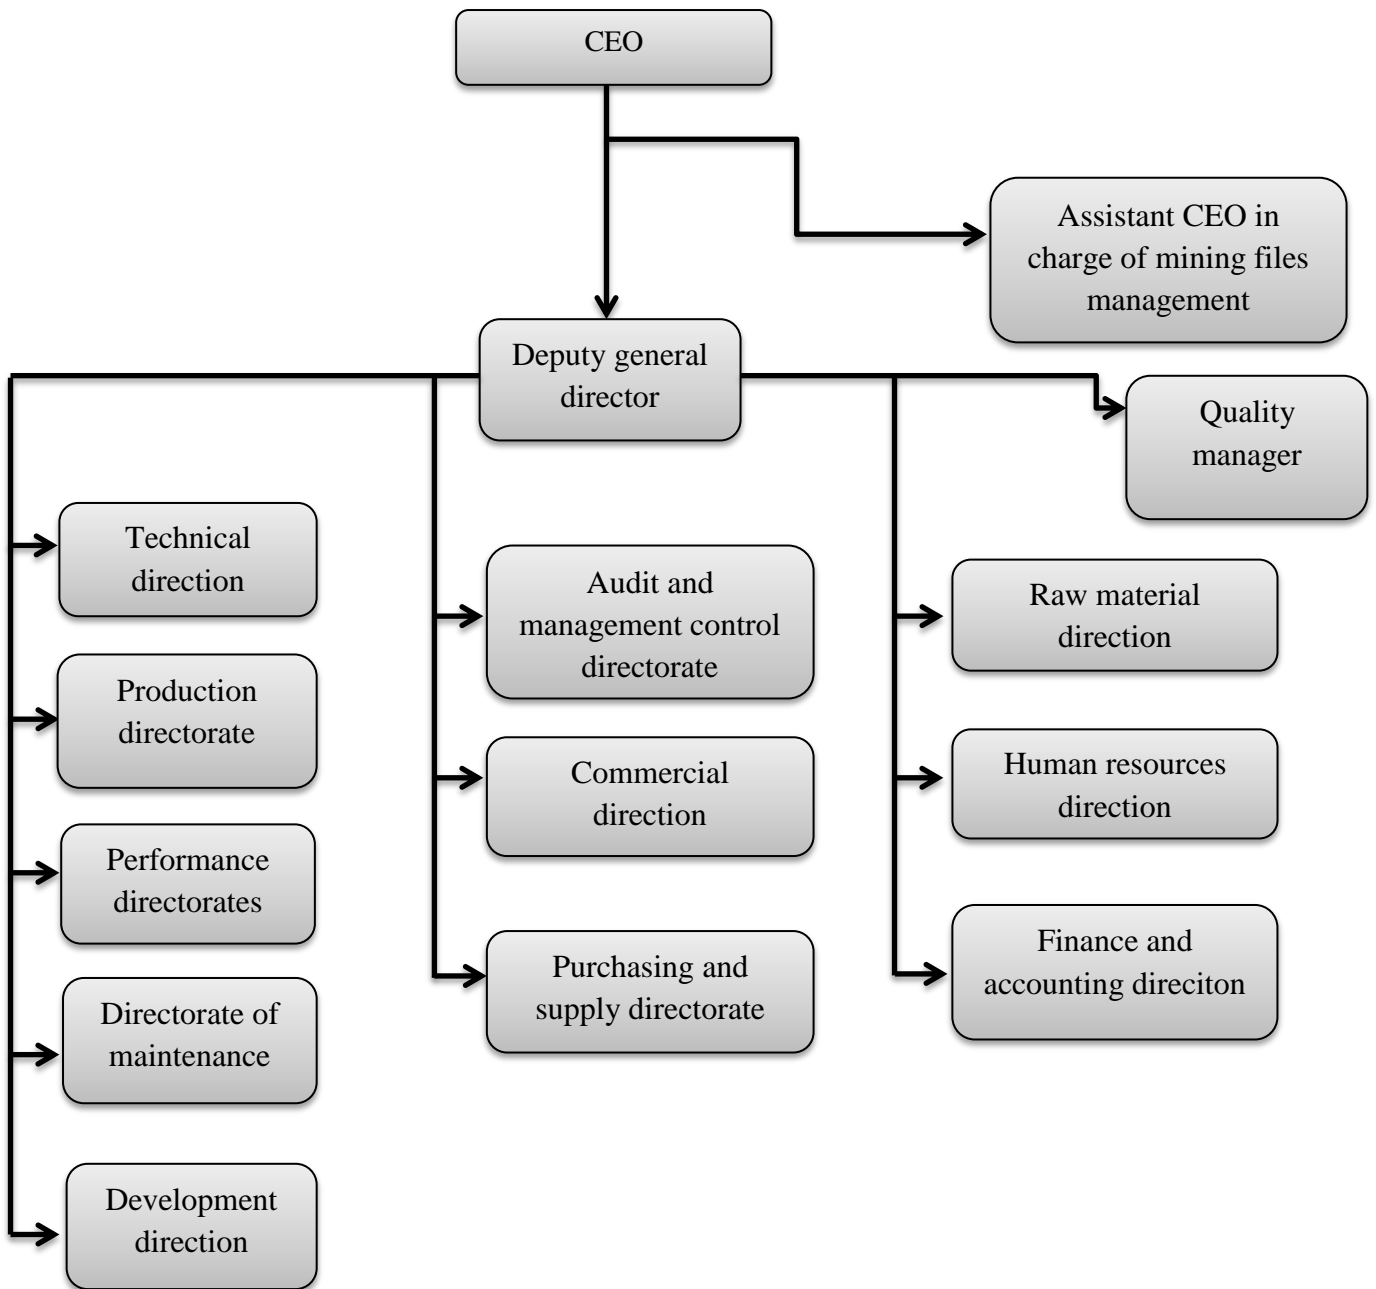 CEO
Assistant CEO in
charge of mining files
management
Deputy general
director
Quality
manager
Technical
direction
Production
directorate
Performance
directorates
Directorate of
maintenance
Development
direction
Audit and
management control
directorate
Commercial
direction
Purchasing and
supply directorate
Raw material
direction
Human resources
direction
Finance and
accounting direciton